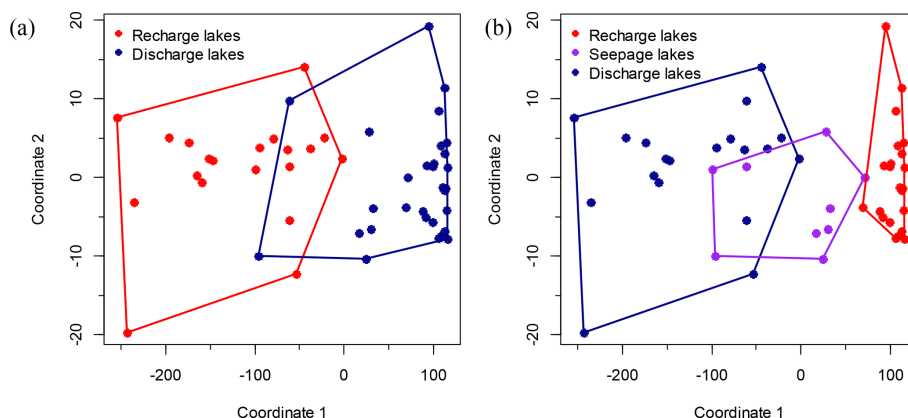 (a)
Recharge lakes
Discharge lakes
20
10
0
-10
-20
Coordinate 2
-200
-100
0
100
Coordinate 1
(b)
Recharge lakes
Seepage lakes
Discharge lakes
20
10
0
-10
-20
Coordinate 2
-200
-100
0
100
Coordinate 1